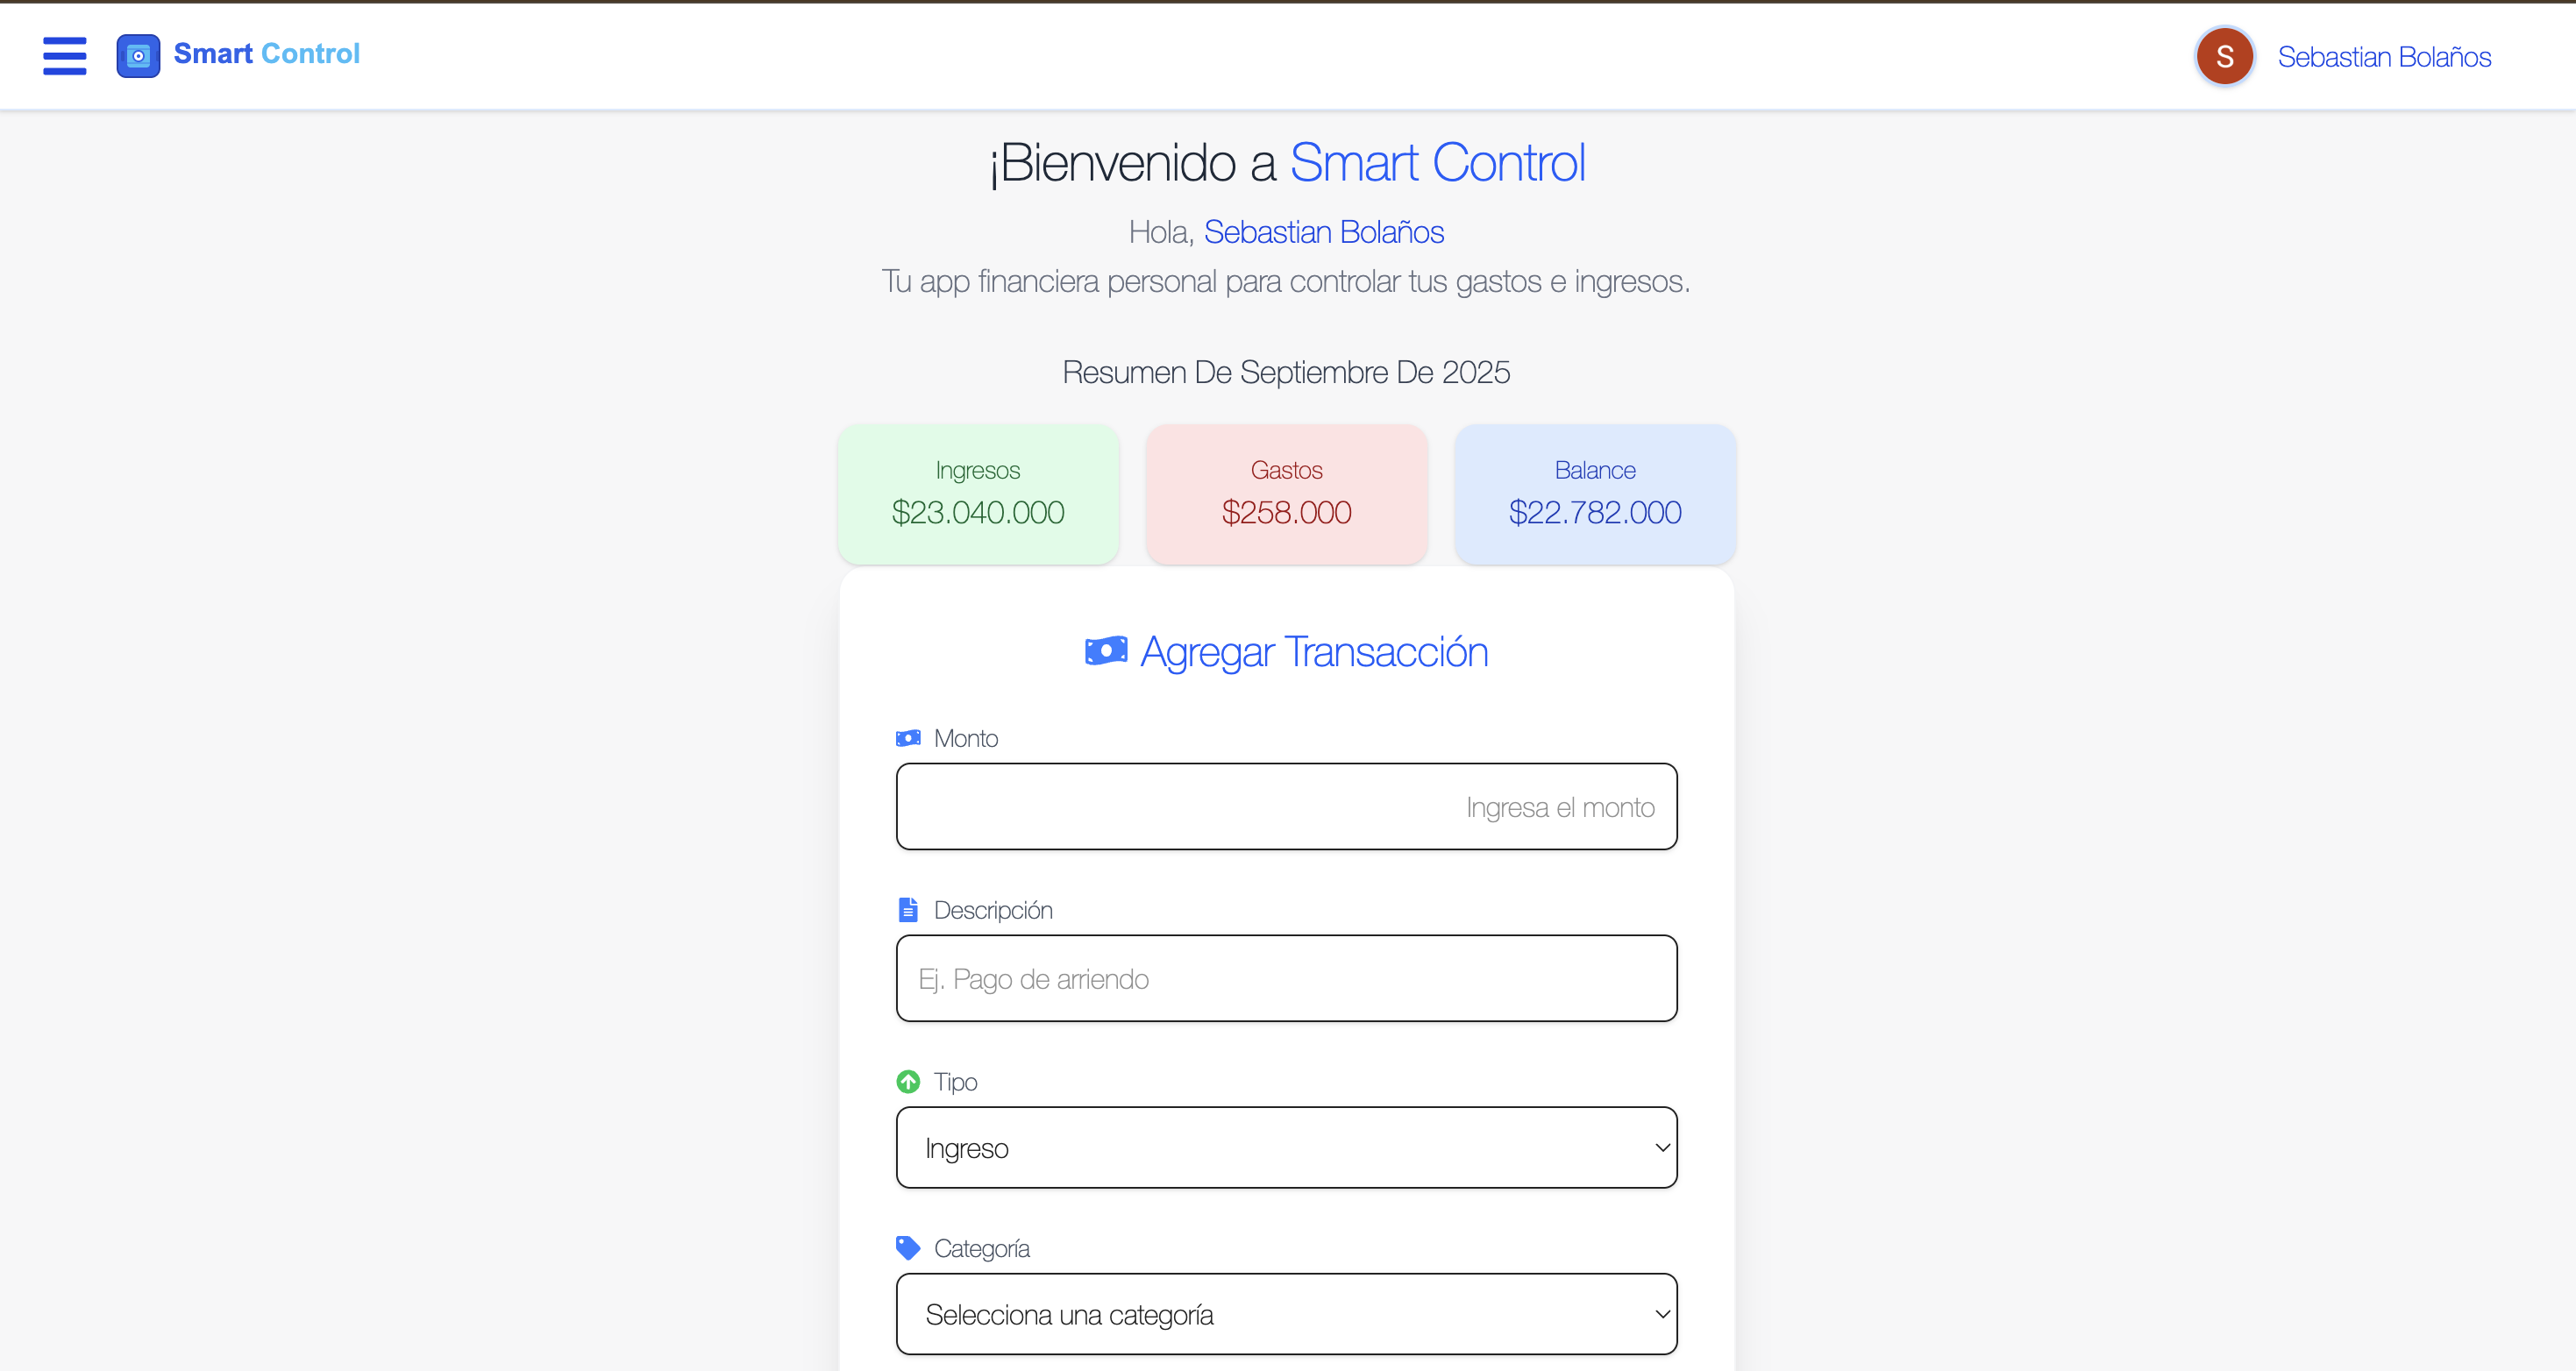 Smart Control
S Sebastian Bolaños
¡Bienvenido a Smart Control
Hola, Sebastian Bolaños
Tu app financiera personal para controlar tus gastos e ingresos.
Resumen De Septiembre De 2025
Ingresos
$23.040.000
Gastos
$258.000
Balance
$22.782.000
Agregar Transacción
Monto
Ingresa el monto
Descripción
Ej. Pago de arriendo
Tipo
Ingreso
Categoría
Selecciona una categoría